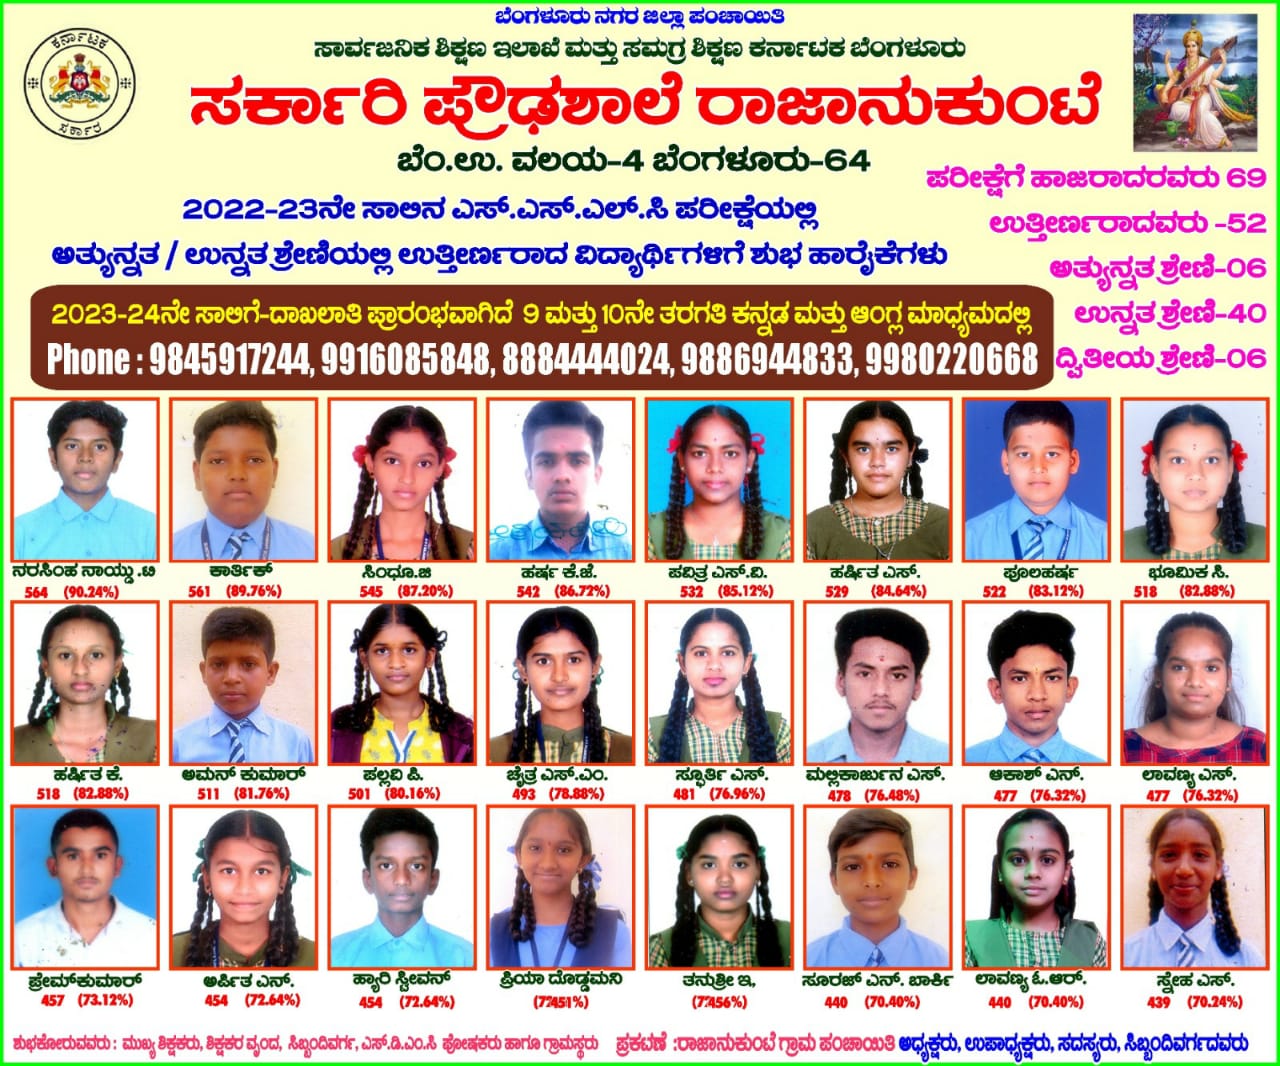 ಬೆಂಗಳೂರು ನಗರ ಜಿಲ್ಲಾ ಪಂಚಾಯಿತಿ
ಕರ್ನಾಟಕ
ಸರ್ಕಾರ
ಸಾರ್ವಜನಿಕ ಶಿಕ್ಷಣ ಇಲಾಖೆ ಮತ್ತು ಸಮಗ್ರ ಶಿಕ್ಷಣ ಕರ್ನಾಟಕ ಬೆಂಗಳೂರು
ಸರ್ಕಾರಿ ಪ್ರೌಢಶಾಲೆ ರಾಜಾನುಕುಂಟೆ
ಬೆಂ.ಉ. ವಲಯ-4 ಬೆಂಗಳೂರು-64
2022-23ನೇ ಸಾಲಿನ ಎಸ್.ಎಸ್.ಎಲ್.ಸಿ ಪರೀಕ್ಷೆಯಲ್ಲಿ
ಅತ್ಯುನ್ನತ / ಉನ್ನತ ಶ್ರೇಣಿಯಲ್ಲಿ ಉತ್ತೀರ್ಣರಾದ ವಿದ್ಯಾರ್ಥಿಗಳಿಗೆ ಶುಭ ಹಾರೈಕೆಗಳು
ಪರೀಕ್ಷೆಗೆ ಹಾಜರಾದರವರು 69
ಉತ್ತೀರ್ಣರಾದವರು -52
ಅತ್ಯುನ್ನತ ಶ್ರೇಣಿ-06
ಉನ್ನತ ಶ್ರೇಣಿ-40
ದ್ವಿತೀಯ ಶ್ರೇಣಿ-06
2023-24ನೇ ಸಾಲಿಗೆ-ದಾಖಲಾತಿ ಪ್ರಾರಂಭವಾಗಿದೆ 9 ಮತ್ತು 10ನೇ ತರಗತಿ ಕನ್ನಡ ಮತ್ತು ಆಂಗ್ಲ ಮಾಧ್ಯಮದಲ್ಲಿ
Phone : 9845917244, 9916085848, 8884444024, 9886944833, 9980220668
ನರಸಿಂಹ ನಾಯ್ಡು .ಟಿ ಕಾರ್ತಿಕ್ ಸಿಂಧೂ.ಜಿ ಹರ್ಷ ಕೆ.ಜೆ. ಪವಿತ್ರ ಎಸ್.ವಿ. ಹರ್ಷಿತ ಎಸ್. ಪೂಲಹರ್ಷ ಭೂಮಿಕ ಸಿ.
564 (90.24%) 561 (89.76%) 545 (87.20%) 542 (86.72%) 532 (85.12%) 529 (84.64%) 522 (83.12%) 518 (82.88%)
ಹರ್ಷಿತ ಕೆ. ಅಮನ್ ಕುಮಾರ್ ಪಲ್ಲವಿ ಪಿ. ಚೈತ್ರ ಎಸ್.ಎಂ. ಸ್ಫೂರ್ತಿ ಎಸ್. ಮಲ್ಲಿಕಾರ್ಜುನ ಎಸ್. ಆಕಾಶ್ ಎನ್. ಲಾವಣ್ಯ ಎಸ್.
518 (82.88%) 511 (81.76%) 501 (80.16%) 493 (78.88%) 481 (76.96%) 478 (76.48%) 477 (76.32%) 477 (76.32%)
ಪ್ರೇಮ್‌ಕುಮಾರ್ ಅರ್ಪಿತ ಎನ್. ಹ್ಯಾರಿ ಸ್ಟೀವನ್ ಪ್ರಿಯಾ ದೊಡ್ಡಮನಿ ತನುಶ್ರೀ ಇ, ಸೂರಜ್ ಎನ್. ಬಾರ್ಕಿ ಲಾವಣ್ಯ ಓ.ಆರ್. ಸ್ನೇಹ ಎಸ್.
457 (73.12%) 454 (72.64%) 454 (72.64%) 440 (70.40%) 440 (70.40%) 439 (70.24%)
ಶುಭಕೋರುವವರು : ಮುಖ್ಯ ಶಿಕ್ಷಕರು, ಶಿಕ್ಷಕರ ವೃಂದ, ಸಿಬ್ಬಂದಿವರ್ಗ, ಎಸ್.ಡಿ.ಎಂ.ಸಿ ಪೋಷಕರು ಹಾಗೂ ಗ್ರಾಮಸ್ಥರು ಪ್ರಕಟಣೆ :ರಾಜಾನುಕುಂಟೆ ಗ್ರಾಮ ಪಂಚಾಯಿತಿ ಅಧ್ಯಕ್ಷರು, ಉಪಾಧ್ಯಕ್ಷರು, ಸದಸ್ಯರು, ಸಿಬ್ಬಂದಿವರ್ಗದವರು